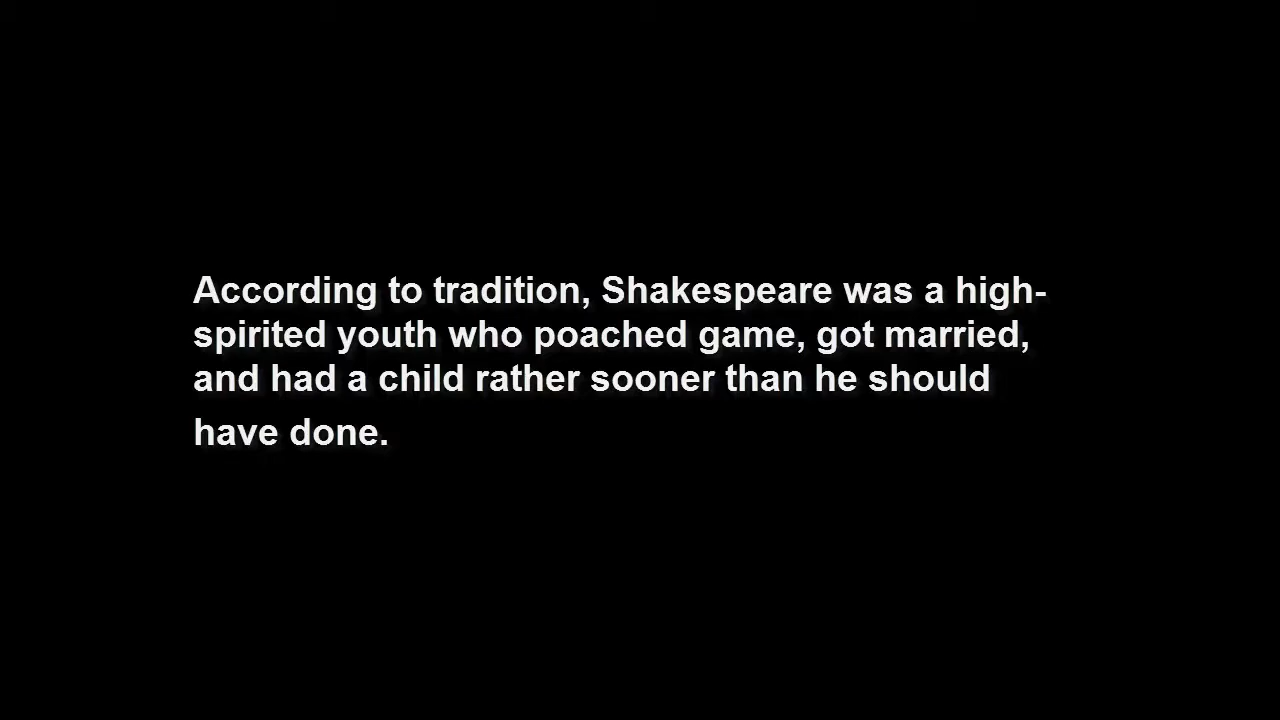 According to tradition, Shakespeare was a high-
spirited youth who poached game, got married,
and had a child rather sooner than he should
have done.